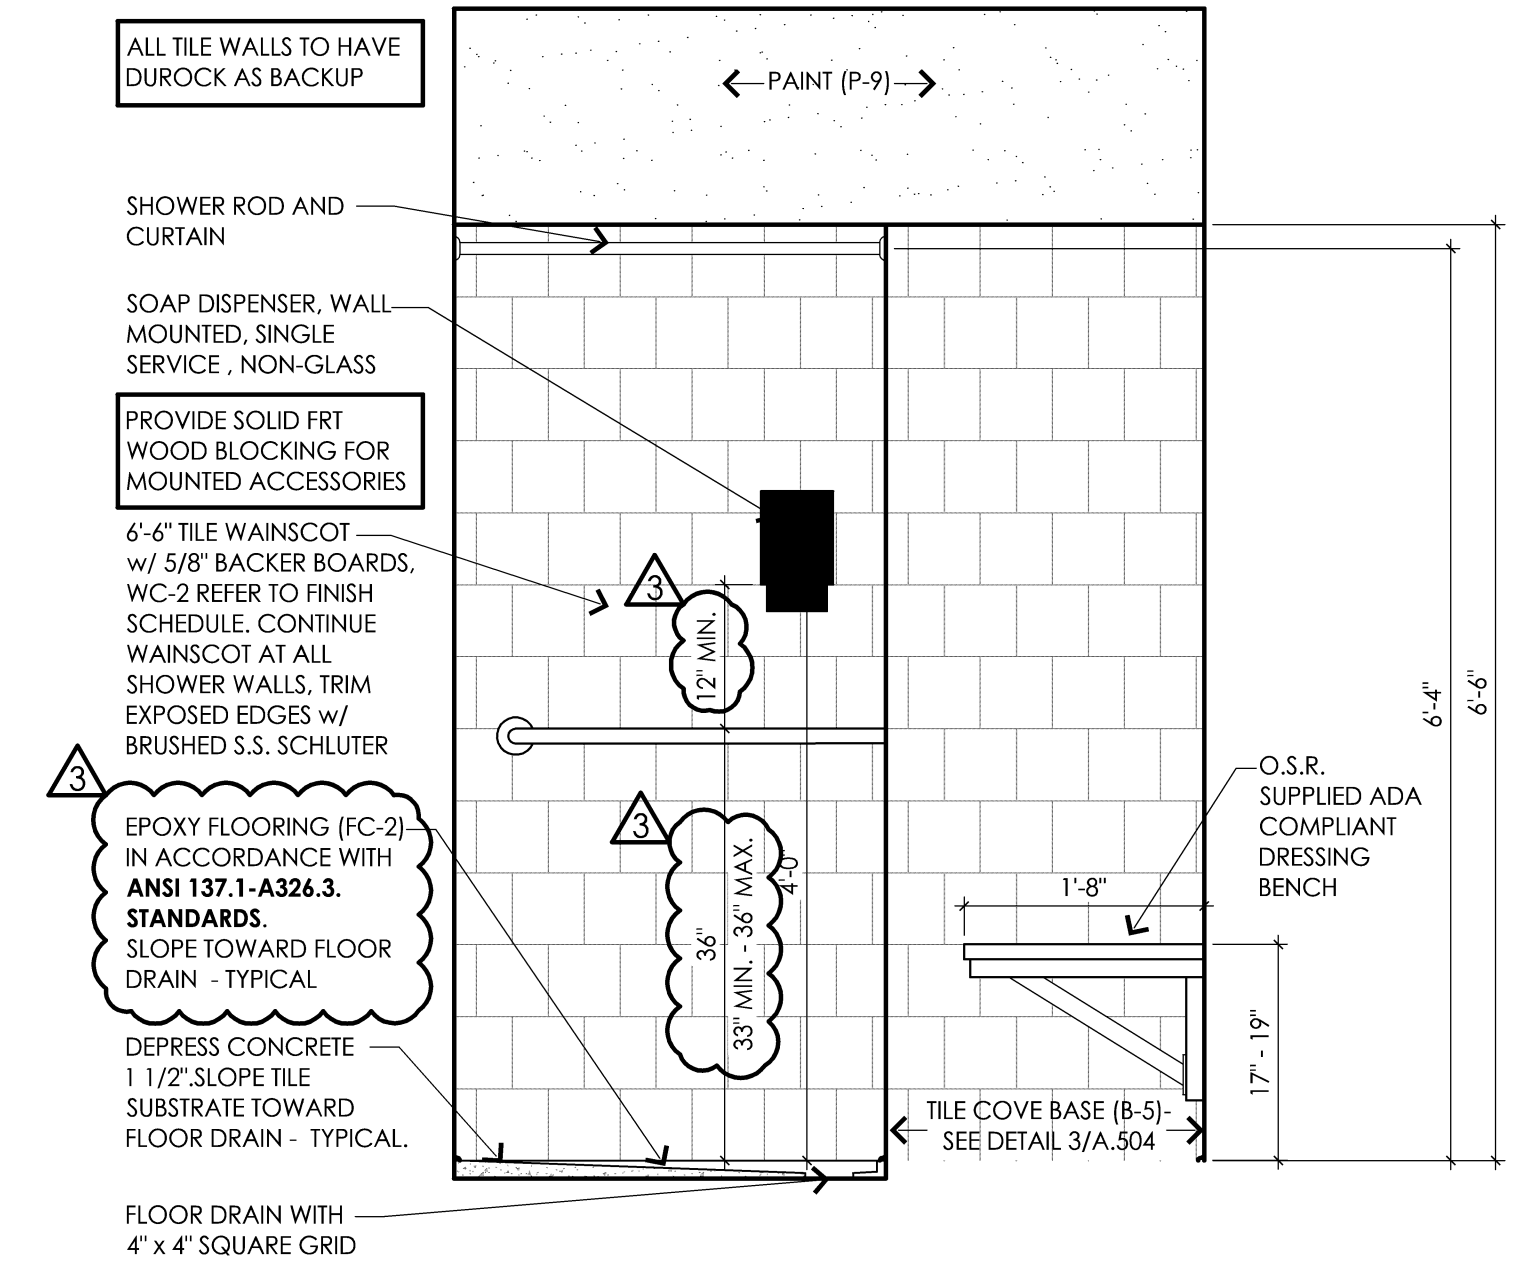 ALL TILE WALLS TO HAVE
DUROCK AS BACKUP
PAINT (P-9)
SHOWER ROD AND
CURTAIN
SOAP DISPENSER, WALL
MOUNTED, SINGLE
SERVICE , NON-GLASS
PROVIDE SOLID FRT
WOOD BLOCKING FOR
MOUNTED ACCESSORIES
6'-6" TILE WAINSCOT
w/ 5/8" BACKER BOARDS,
WC-2 REFER TO FINISH
SCHEDULE. CONTINUE
WAINSCOT AT ALL
SHOWER WALLS, TRIM
EXPOSED EDGES w/
BRUSHED S.S. SCHLUTER
3
EPOXY FLOORING (FC-2)
IN ACCORDANCE WITH
ANSI 137.1-A326.3.
STANDARDS.
SLOPE TOWARD FLOOR
DRAIN - TYPICAL
DEPRESS CONCRETE
1 1/2".SLOPE TILE
SUBSTRATE TOWARD
FLOOR DRAIN - TYPICAL.
FLOOR DRAIN WITH
4" x 4" SQUARE GRID
3
12" MIN.
3
36"
33" MIN. - 36" MAX.
4'-0"
1'-8"
O.S.R.
SUPPLIED ADA
COMPLIANT
DRESSING
BENCH
6'-4"
6'-6"
17" - 19"
TILE COVE BASE (B-5)-
SEE DETAIL 3/A.504